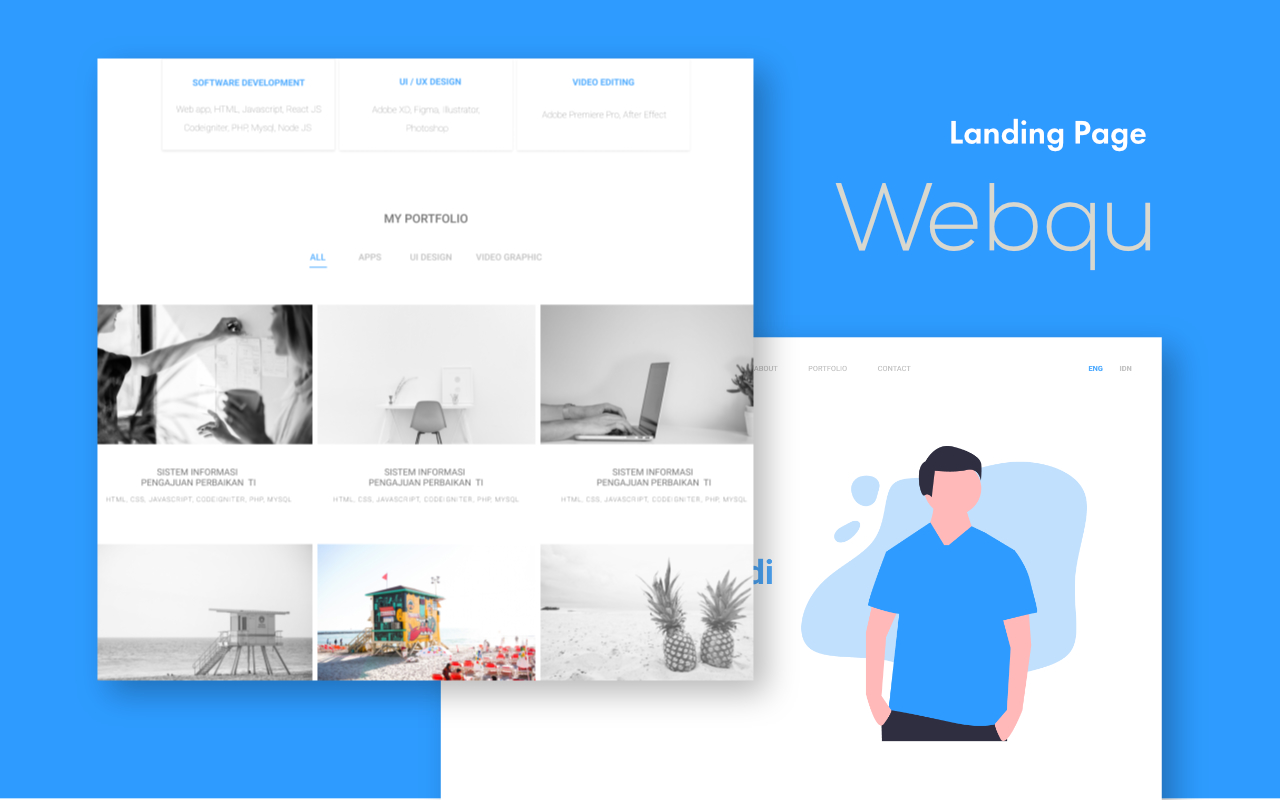 SOFTWARE DEVELOPMENT
Web app, HTML, Javascript, React JS
Codeigniter, PHP, Mysql, Node JS
UI / UX DESIGN
Adobe XD, Figma, Illustrator,
Photoshop
VIDEO EDITING
Adobe Premiere Pro, After Effect
MY PORTFOLIO
ALL APPS UI DESIGN VIDEO GRAPHIC
SISTEM INFORMASI
PENGAJUAN PERBAIKAN TI
HTML, CSS, JAVASCRIPT, CODEIGNITER, PHP, MYSQL
SISTEM INFORMASI
PENGAJUAN PERBAIKAN TI
HTML, CSS, JAVASCRIPT, CODEIGNITER, PHP, MYSQL
SISTEM INFORMASI
PENGAJUAN PERBAIKAN TI
HTML, CSS, JAVASCRIPT, CODEIGNITER, PHP, MYSQL
Landing Page
Webqu
ABOUT PORTFOLIO CONTACT ENG IDN
di